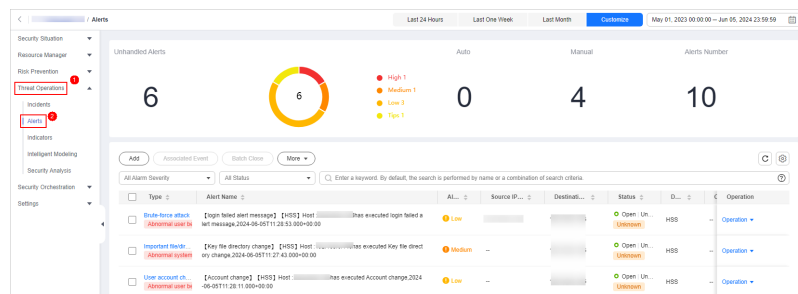 / Alerts
Last 24 Hours
Last One Week
Last Month
Customize
May 01, 2023 00:00:00 – Jun 05, 2024 23:59:59
Security Situation
Resource Manager
Risk Prevention
Threat Operations
1
Incidents
Alerts
2
Indicators
Intelligent Modeling
Security Analysis
Security Orchestration
Settings
Unhandled Alerts
Auto
Manual
Alerts Number
6
6
High 1
Medium 1
Low 3
Tips 1
0
4
10
Add
Associated Event
Batch Close
More
All Alarm Severity
All Status
Enter a keyword. By default, the search is performed by name or a combination of search criteria.
Type
Alert Name
Al...
Source IP...
Destinati...
Status
D...
Operation
Brute-force attack
Abnormal user be
【login failed alert message】 【HSS】 Host : has executed login failed a
lert message,2024-06-05T11:28:53.000+00:00
Low
Open Un...
Unknown
HSS
--
Operation
Important file/dir...
Abnormal system
【Key file directory change】 【HSS】 Host : has executed Key file direct
ory change,2024-06-05T11:27:43.000+00:00
Medium
--
Open Un...
Unknown
HSS
--
Operation
User account ch...
Abnormal user be
【Account change】 【HSS】 Host : has executed Account change,2024
-06-05T11:28:11.000+00:00
Low
--
Open Un...
Unknown
HSS
--
Operation